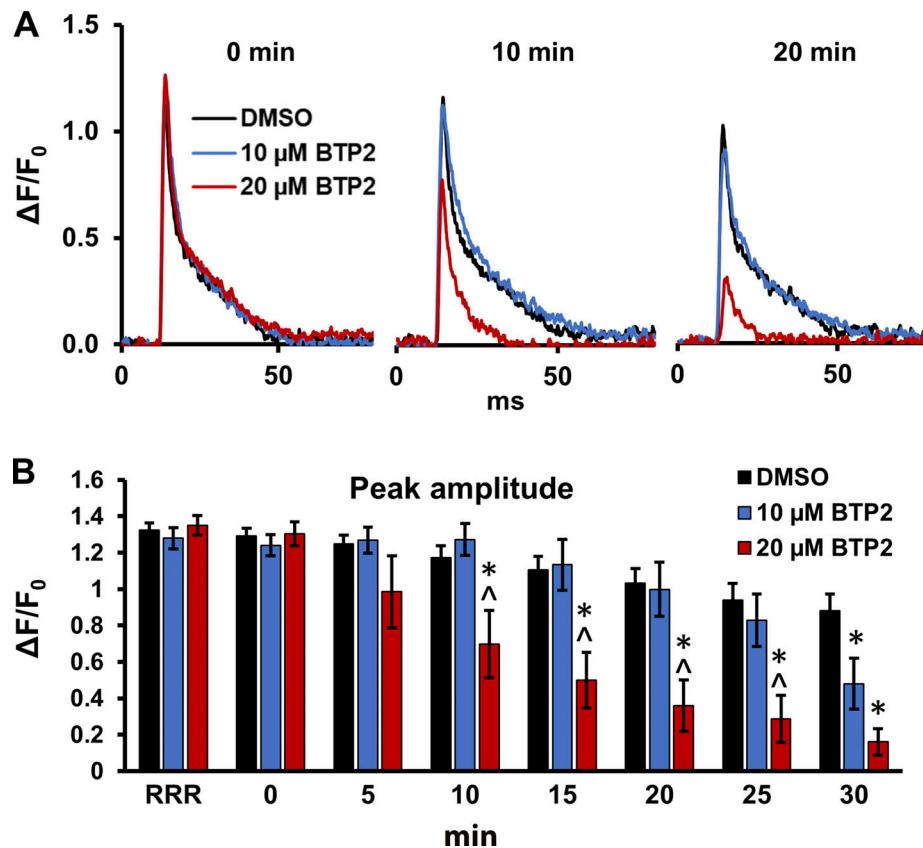 A
1.5
1.0
0.5
0.0
ΔF/F0
0 min
10 min
20 min
DMSO
10 µM BTP2
20 µM BTP2
0
50
0
50
0
50
ms
B
Peak amplitude
DMSO
10 µM BTP2
20 µM BTP2
1.6
1.4
1.2
1
0.8
0.6
0.4
0.2
0
ΔF/F0
*
^
*
^
*
^
*
^
*
*
RRR
0
5
10
15
20
25
30
min